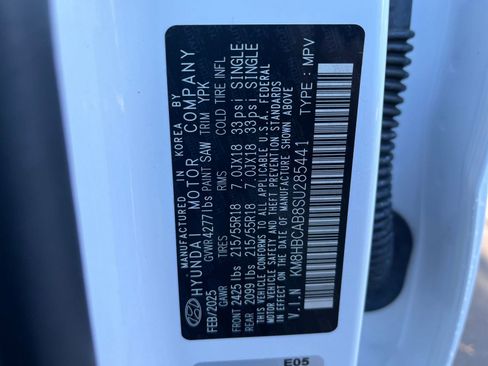 MANUFACTURED IN KOREA BY
HYUNDAI MOTOR COMPANY
GVWR 4277lbs PAINT SAW TRIM YPK
FEB/2025 GAWR TIRES RIMS COLD TIRE INFL
FRONT 2425 lbs 215/55R18 7.0JX18 33psi SINGLE
REAR 2099 lbs 215/55R18 7.0JX18 33psi SINGLE
THIS VEHICLE CONFORMS TO ALL APPLICABLE U.S.A. FEDERAL
MOTOR VEHICLE SAFETY AND THEFT PREVENTION STANDARDS
IN EFFECT ON THE DATE OF MANUFACTURE SHOWN ABOVE
V.I.N KM8HBCAB8SU285441 TYPE : MPV
E05